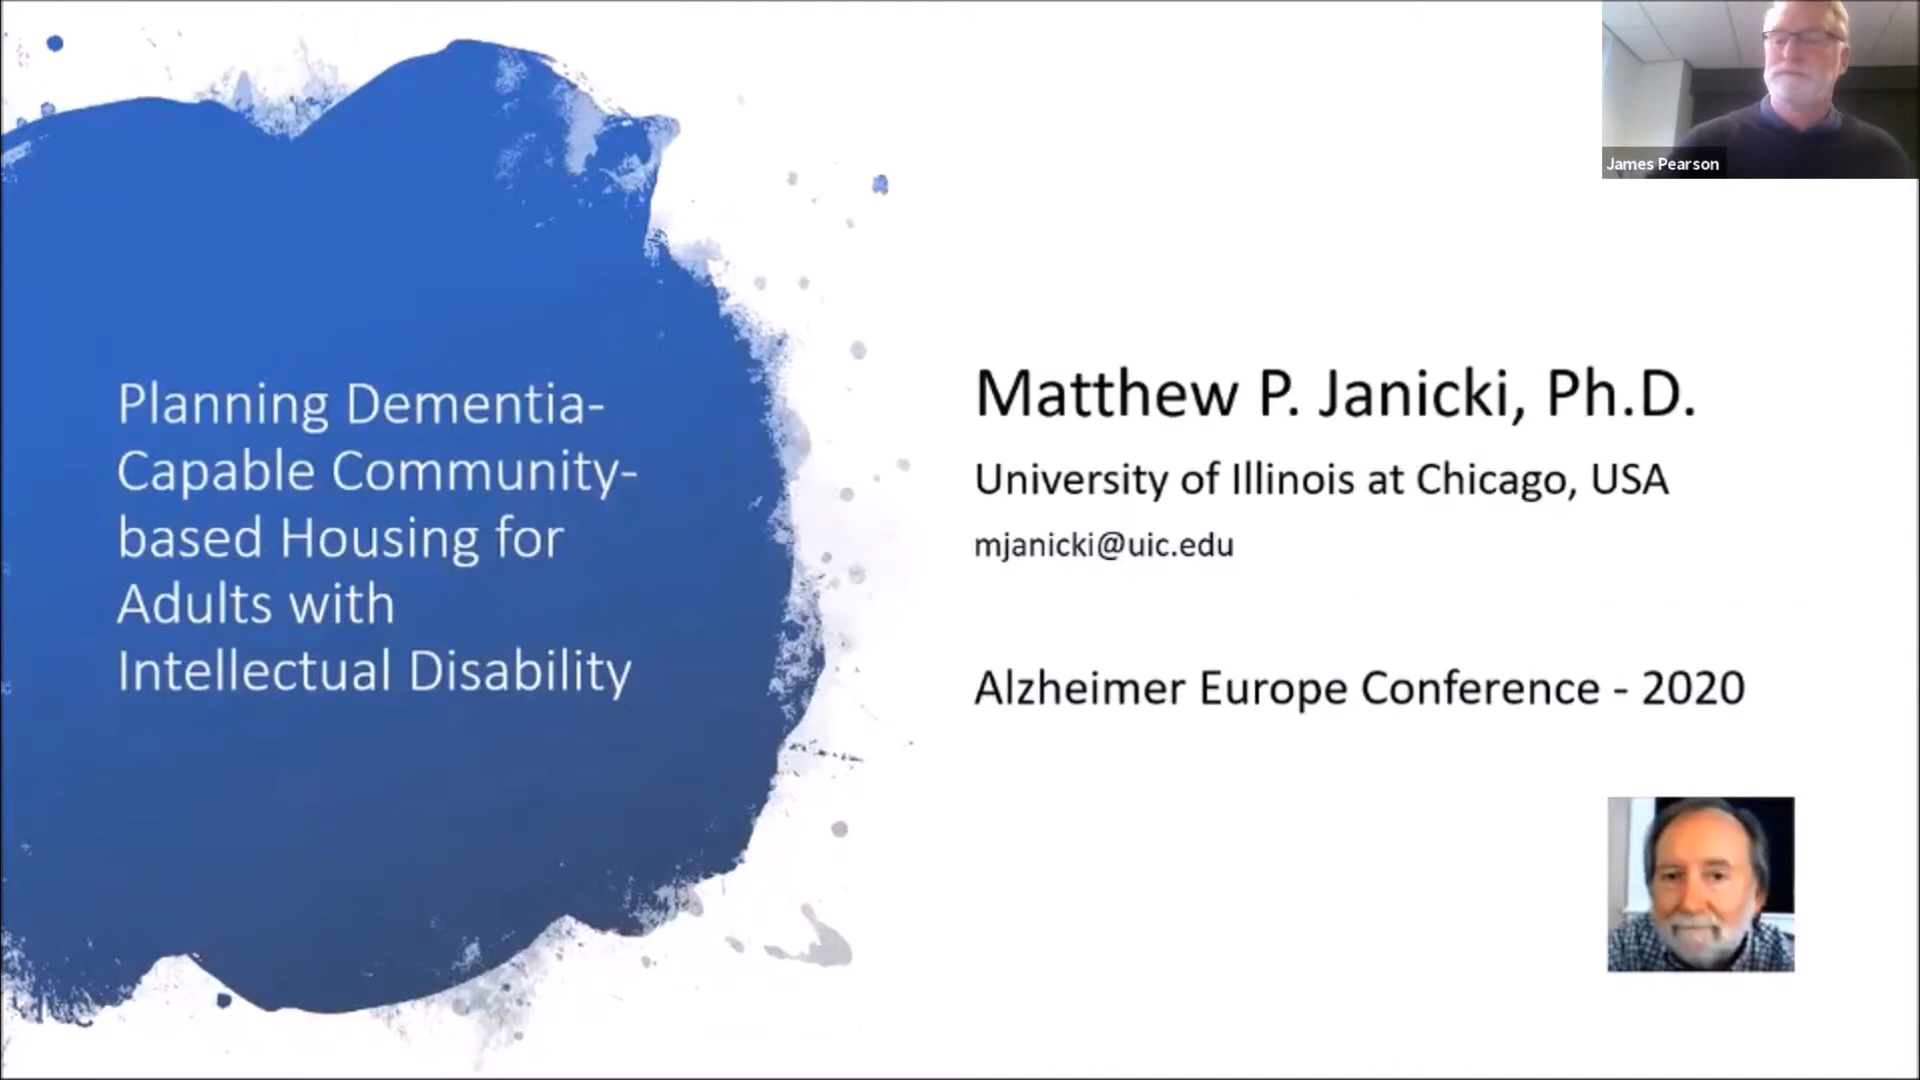 Planning Dementia-
Capable Community-
based Housing for
Adults with
Intellectual Disability
Matthew P. Janicki, Ph.D.
University of Illinois at Chicago, USA
mjanicki@uic.edu
Alzheimer Europe Conference - 2020
James Pearson